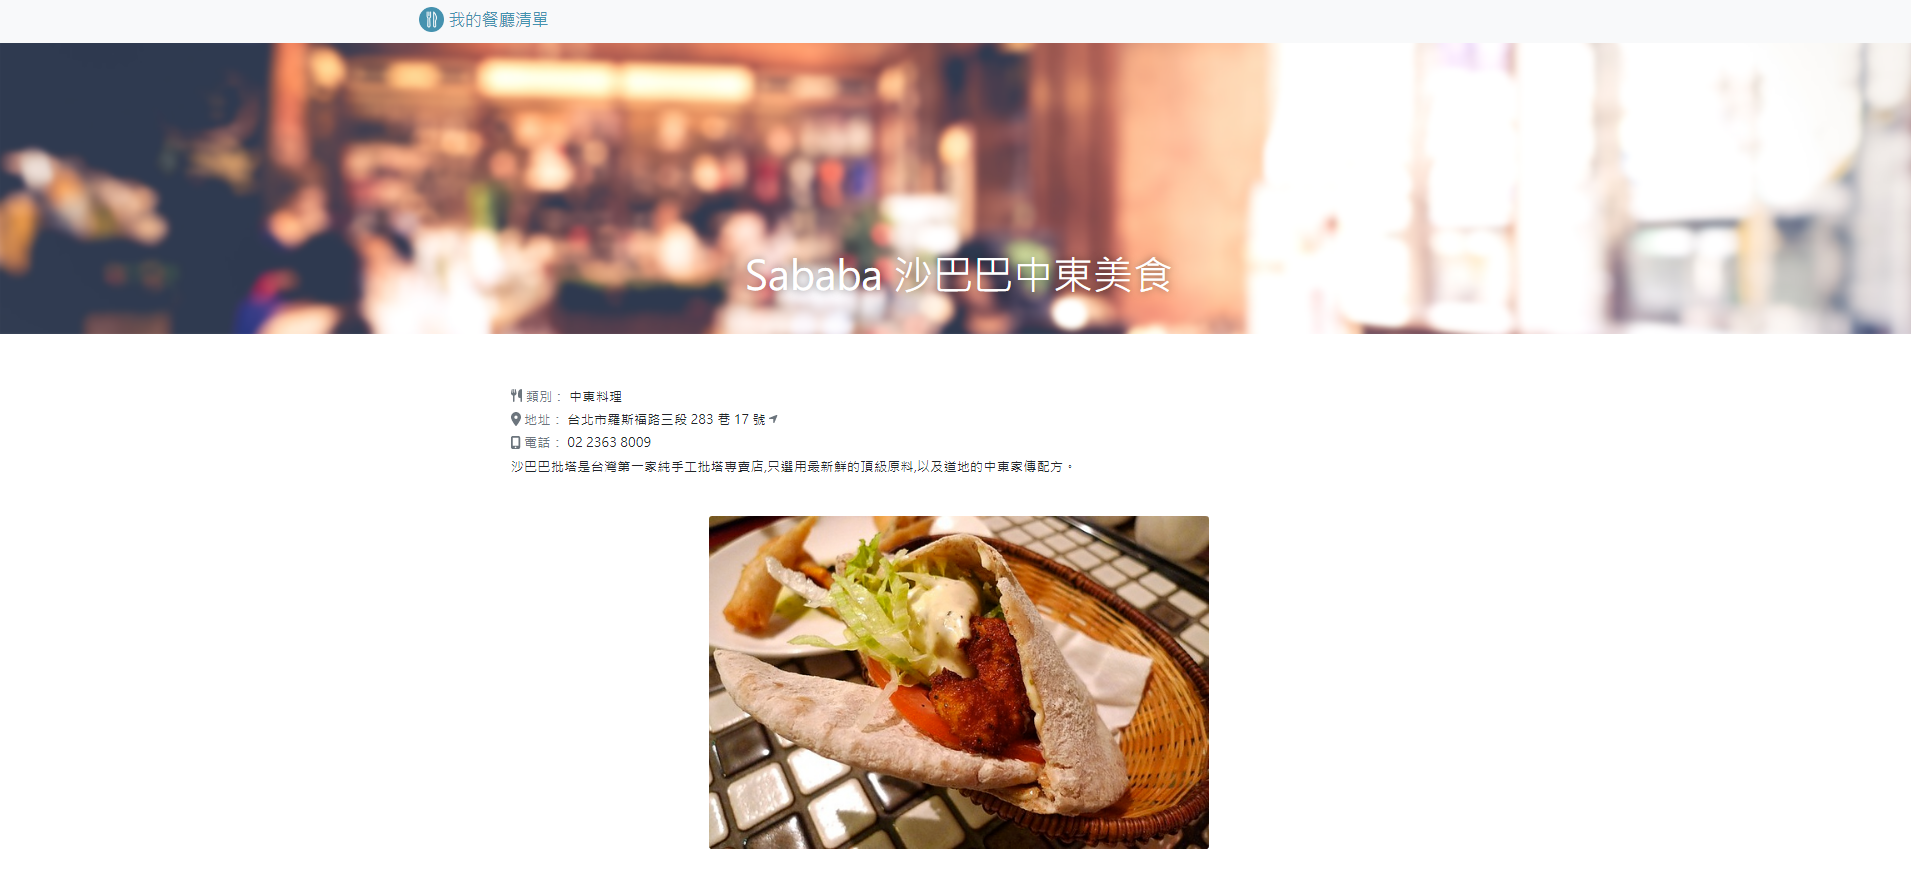 我的餐廳清單
Sababa 沙巴巴中東美食
類別： 中東料理
地址： 台北市羅斯福路三段 283 巷 17 號
電話： 02 2363 8009
沙巴巴批塔是台灣第一家純手工批塔專賣店,只選用最新鮮的頂級原料,以及道地的中東家傳配方。